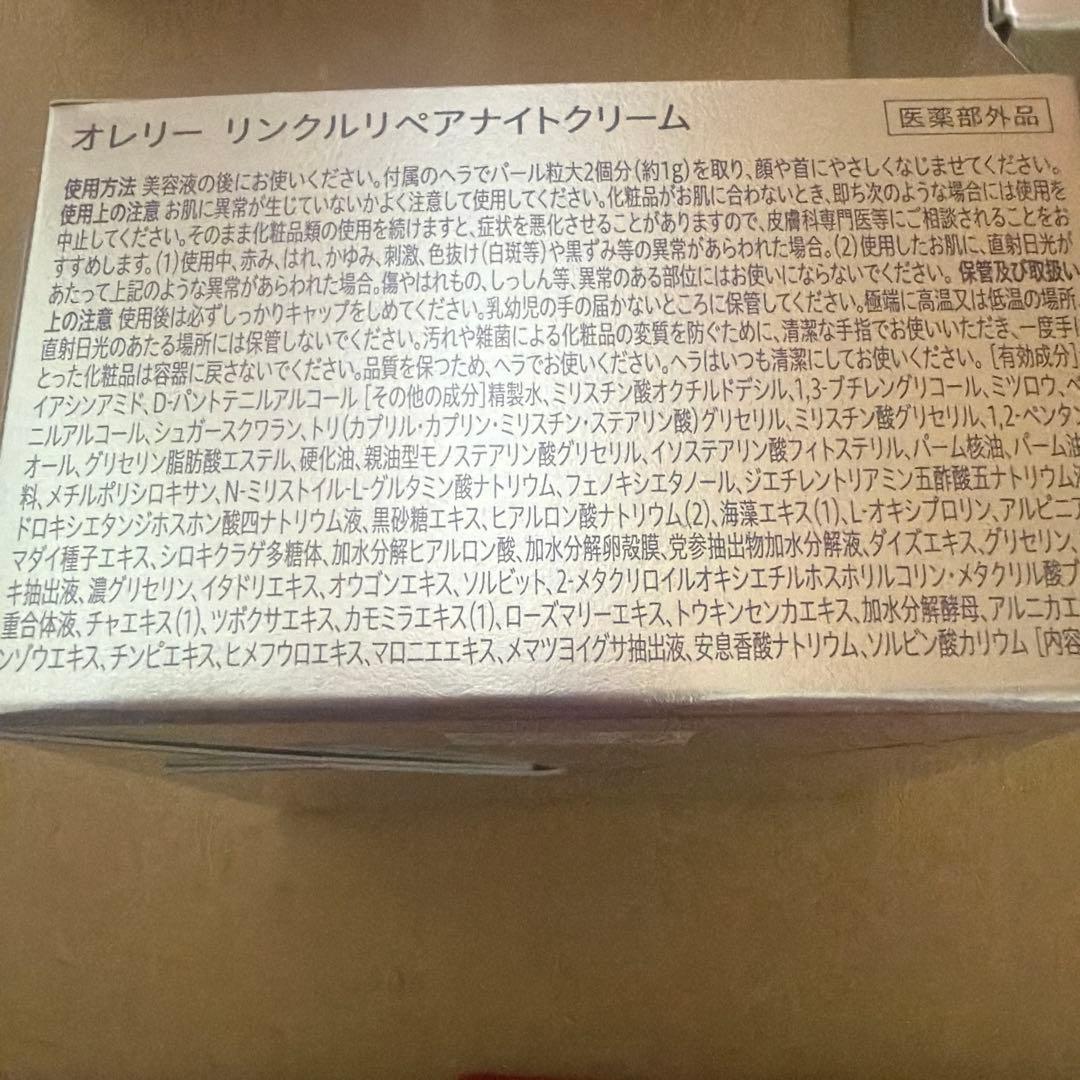 オレリー リンクルリペアナイトクリーム
医薬部外品
使用方法 美容液の後にお使いください。付属のヘラでパール粒大2個分(約1g)を取り、顔や首にやさしくなじませてください。
使用上の注意 お肌に異常が生じていないかよく注意して使用してください。化粧品がお肌に合わないとき、即ち次のような場合には使用を
中止してください。そのまま化粧品類の使用を続けますと、症状を悪化させることがありますので、皮膚科専門医等にご相談されることをお
すすめします。(1)使用中、赤み、はれ、かゆみ、刺激、色抜け(白斑等)や黒ずみ等の異常があらわれた場合。(2)使用したお肌に、直射日光が
あたって上記のような異常があらわれた場合。傷やはれもの、しっしん等、異常のある部位にはお使いにならないでください。 保管及び取扱い
上の注意 使用後は必ずしっかりキャップをしめてください。乳幼児の手の届かないところに保管してください。極端に高温又は低温の場所、
直射日光のあたる場所には保管しないでください。汚れや雑菌による化粧品の変質を防ぐために、清潔な手指でお使いいただき、一度手に
とった化粧品は容器に戻さないでください。品質を保つため、ヘラでお使いください。ヘラはいつも清潔にしてお使いください。 [有効成分]
イアシンアミド、D-パントテニルアルコール [その他の成分]精製水、ミリスチン酸オクチルドデシル、1,3-ブチレングリコール、ミツロウ、ベ
ニルアルコール、シュガースクワラン、トリ(カプリル・カプリン・ミリスチン・ステアリン酸)グリセリル、ミリスチン酸グリセリル、1,2-ペンタン
オール、グリセリン脂肪酸エステル、硬化油、親油型モノステアリン酸グリセリル、イソステアリン酸フィトステリル、パーム核油、パーム油
料、メチルポリシロキサン、N-ミリストイル-L-グルタミン酸ナトリウム、フェノキシエタノール、ジエチレントリアミン五酢酸五ナトリウム液
ドロキシエタンジホスホン酸四ナトリウム液、黒砂糖エキス、ヒアルロン酸ナトリウム(2)、海藻エキス(1)、L-オキシプロリン、アルピニア
マダイ種子エキス、シロキクラゲ多糖体、加水分解ヒアルロン酸、加水分解卵殻膜、党参抽出物加水分解液、ダイズエキス、グリセリン、
キ抽出液、濃グリセリン、イタドリエキス、オウゴンエキス、ソルビット、2-メタクリロイルオキシエチルホスホリルコリン・メタクリル酸ブ
重合体液、チャエキス(1)、ツボクサエキス、カモミラエキス(1)、ローズマリーエキス、トウキンセンカエキス、加水分解酵母、アルニカエ
ンゾウエキス、チンピエキス、ヒメフウロエキス、マロニエエキス、メマツヨイグサ抽出液、安息香酸ナトリウム、ソルビン酸カリウム [内容